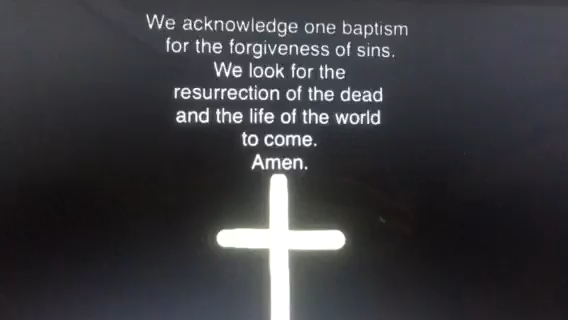 We acknowledge one baptism
for the forgiveness of sins.
We look for the
resurrection of the dead
and the life of the world
to come.
Amen.